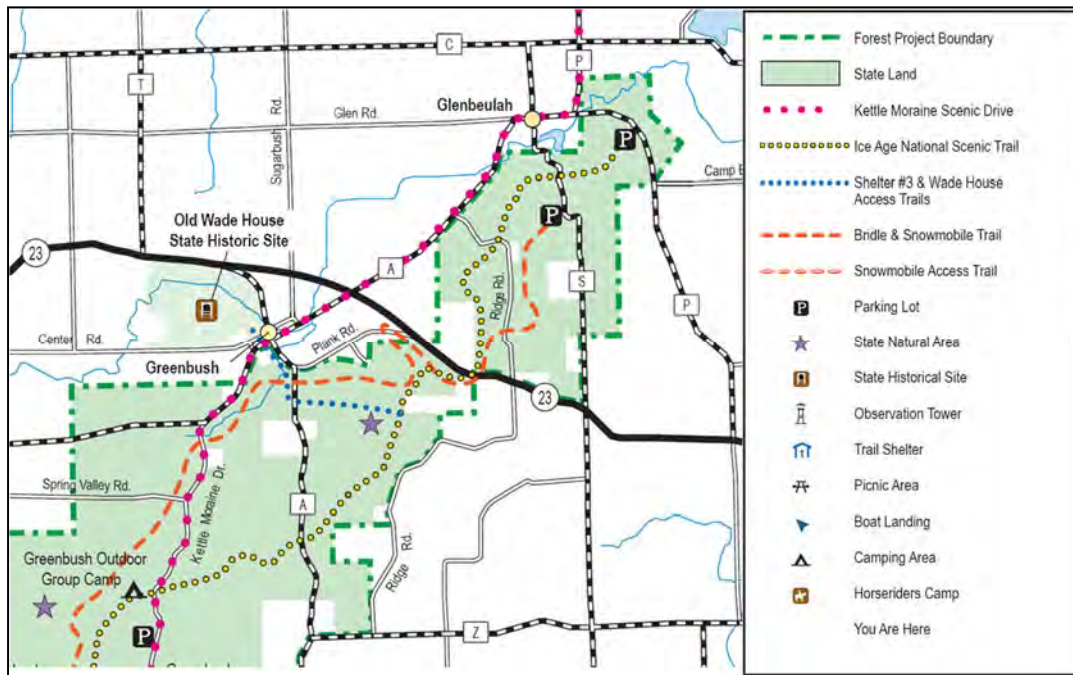 C
T
P
Glenbeulah
Sugarbush Rd.
Glen Rd.
P
Camp
Old Wade House
State Historic Site
23
A
P
S
Ridge Rd.
P
Center Rd.
Plank Rd.
Greenbush
23
Spring Valley Rd.
Kettle Moraine Dr.
A
Ridge Rd.
Greenbush Outdoor
Group Camp
P
Z
Forest Project Boundary
State Land
Kettle Moraine Scenic Drive
Ice Age National Scenic Trail
Shelter #3 & Wade House
Access Trails
Bridle & Snowmobile Trail
Snowmobile Access Trail
P Parking Lot
State Natural Area
State Historical Site
Observation Tower
Trail Shelter
Picnic Area
Boat Landing
Camping Area
Horseriders Camp
You Are Here